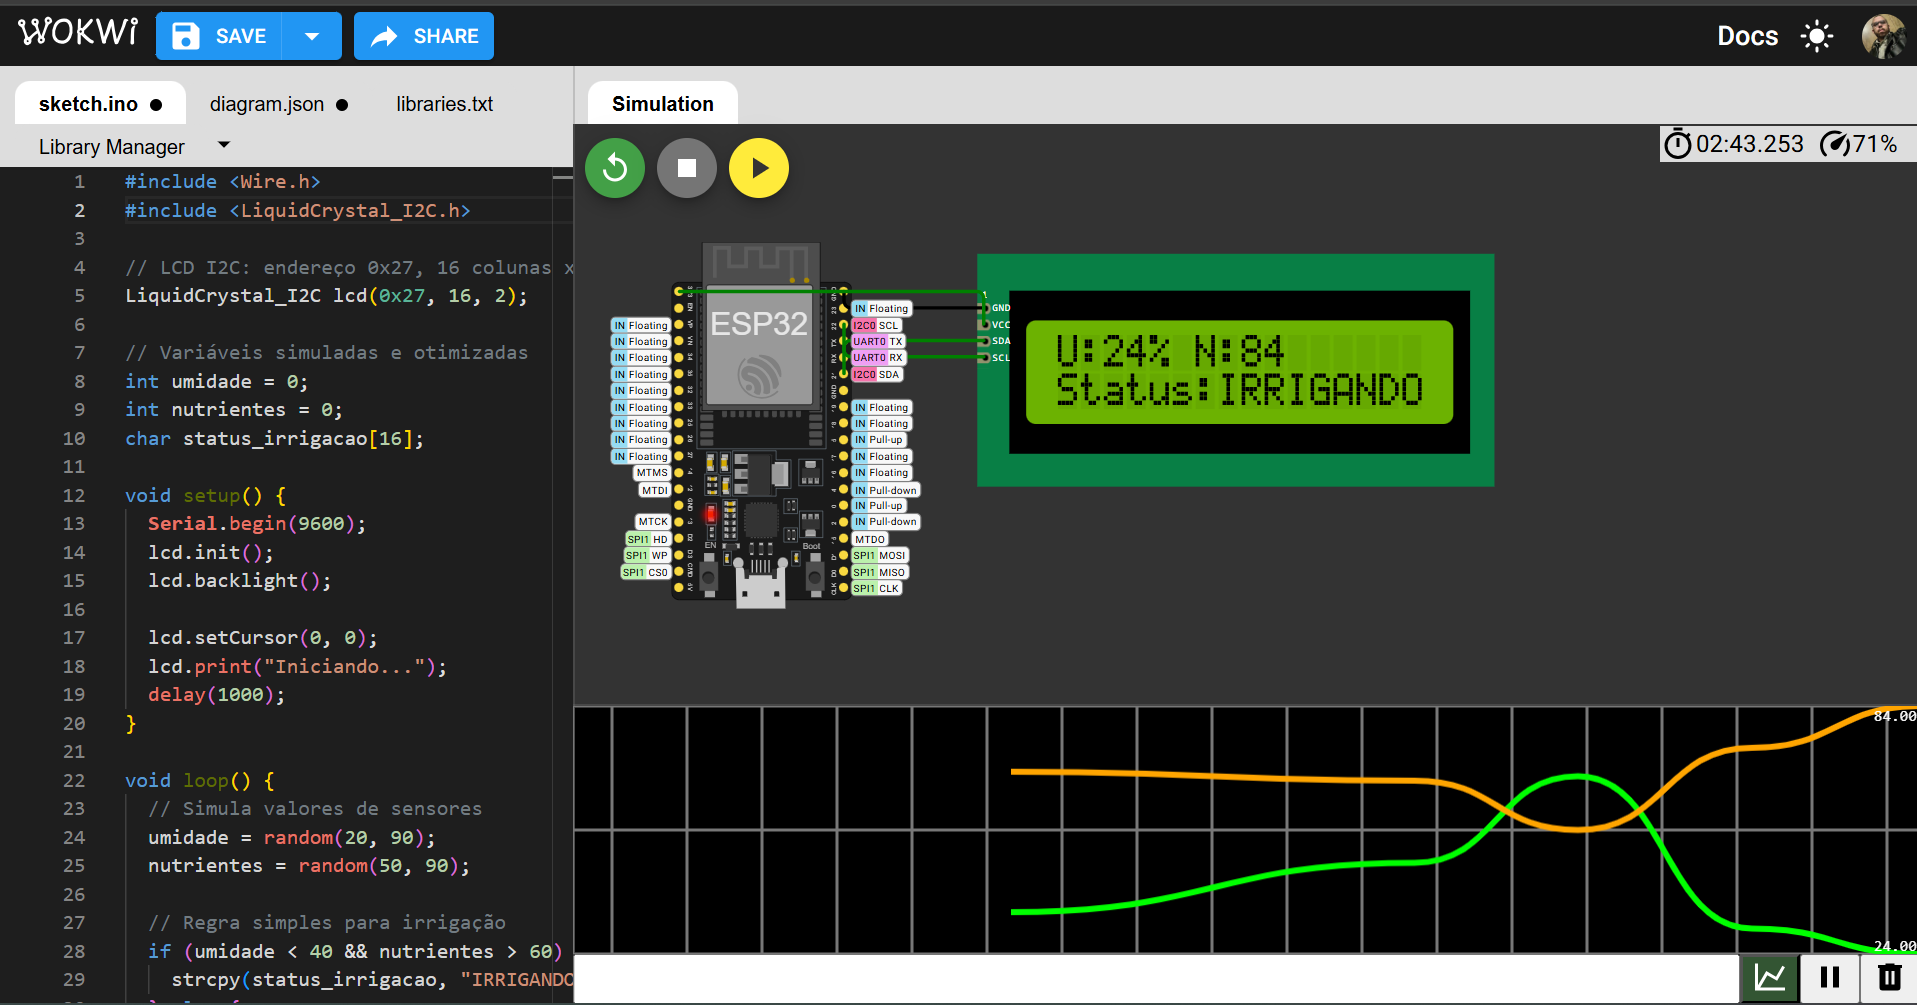 WOKWi SAVE SHARE Docs
sketch.ino diagram.json libraries.txt
Library Manager
Simulation
02:43.253 71%
1 #include <Wire.h>
2 #include <LiquidCrystal_I2C.h>
3
4 // LCD I2C: endereço 0x27, 16 colunas x
5 LiquidCrystal_I2C lcd(0x27, 16, 2);
6
7 // Variáveis simuladas e otimizadas
8 int umidade = 0;
9 int nutrientes = 0;
10 char status_irrigacao[16];
11
12 void setup() {
13 Serial.begin(9600);
14 lcd.init();
15 lcd.backlight();
16
17 lcd.setCursor(0, 0);
18 lcd.print("Iniciando...");
19 delay(1000);
20 }
21
22 void loop() {
23 // Simula valores de sensores
24 umidade = random(20, 90);
25 nutrientes = random(50, 90);
26
27 // Regra simples para irrigação
28 if (umidade < 40 && nutrientes > 60)
29 strcpy(status_irrigacao, "IRRIGANDO
ESP32
IN Floating
IN Floating
IN Floating
IN Floating
IN Floating
IN Floating
IN Floating
IN Floating
IN Floating
MTMS
MTDI
MTCK
SPI1 HD
SPI1 WP
SPI1 CS0
EN
Boot
IN Floating
I2C0 SCL
UART0 TX
UART0 RX
I2C0 SDA
IN Floating
IN Floating
IN Pull-up
IN Floating
IN Floating
IN Pull-down
IN Pull-up
IN Pull-down
MTDO
SPI1 MOSI
SPI1 MISO
SPI1 CLK
1
GND
VCC
SDA
SCL
U:24% N:84
Status:IRRIGANDO
84.00
24.00